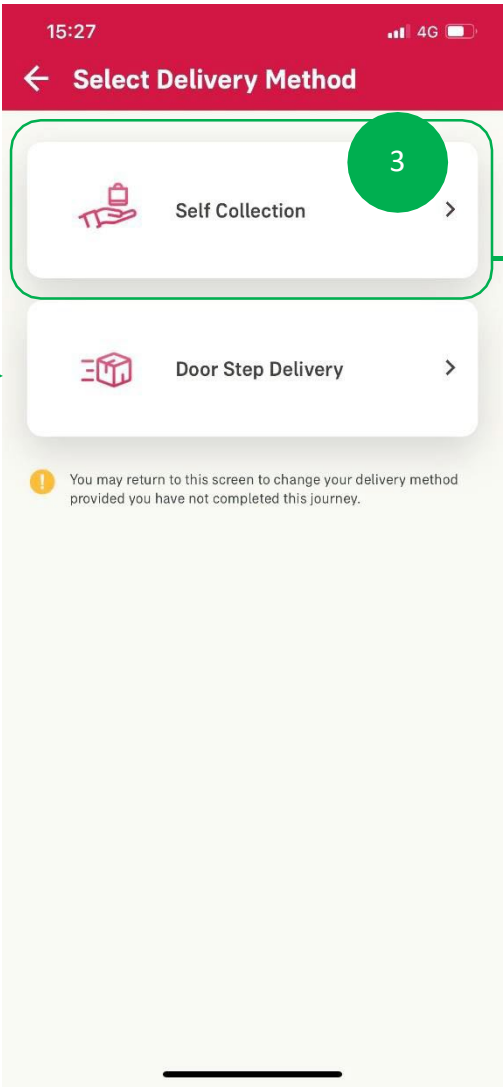 15:27
4G
Select Delivery Method
3
Self Collection
Door Step Delivery
You may return to this screen to change your delivery method
provided you have not completed this journey.